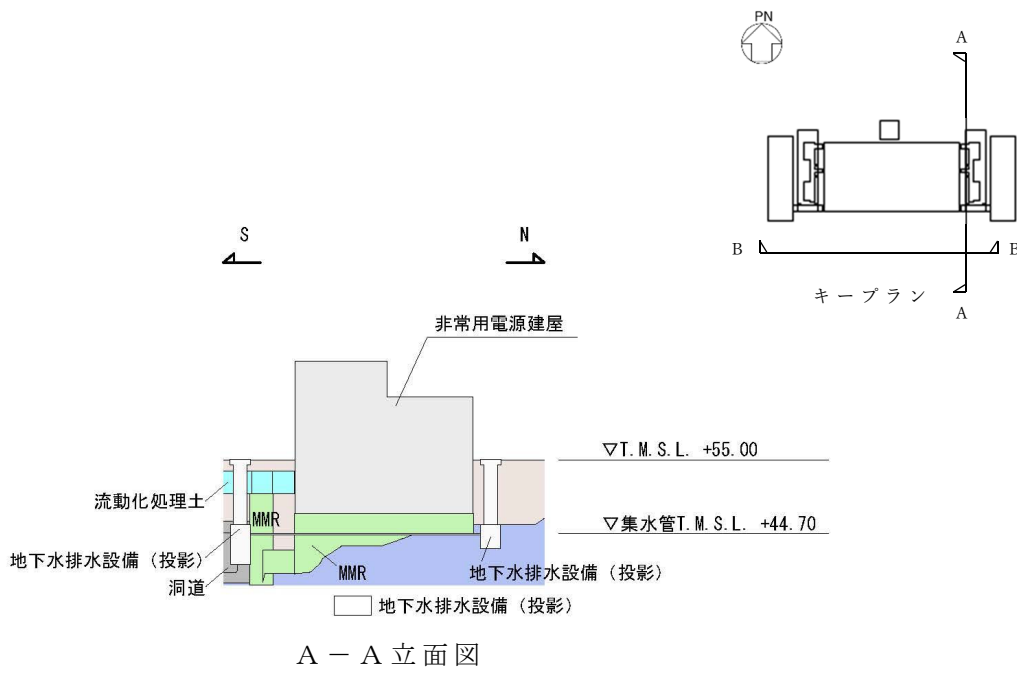 PN
A
B
B
キープラン
A
S
N
非常用電源建屋
▽T.M.S.L. +55.00
流動化処理土
MMR
▽集水管T.M.S.L. +44.70
地下水排水設備（投影）
MMR
地下水排水設備（投影）
洞道
地下水排水設備（投影）
A－A立面図